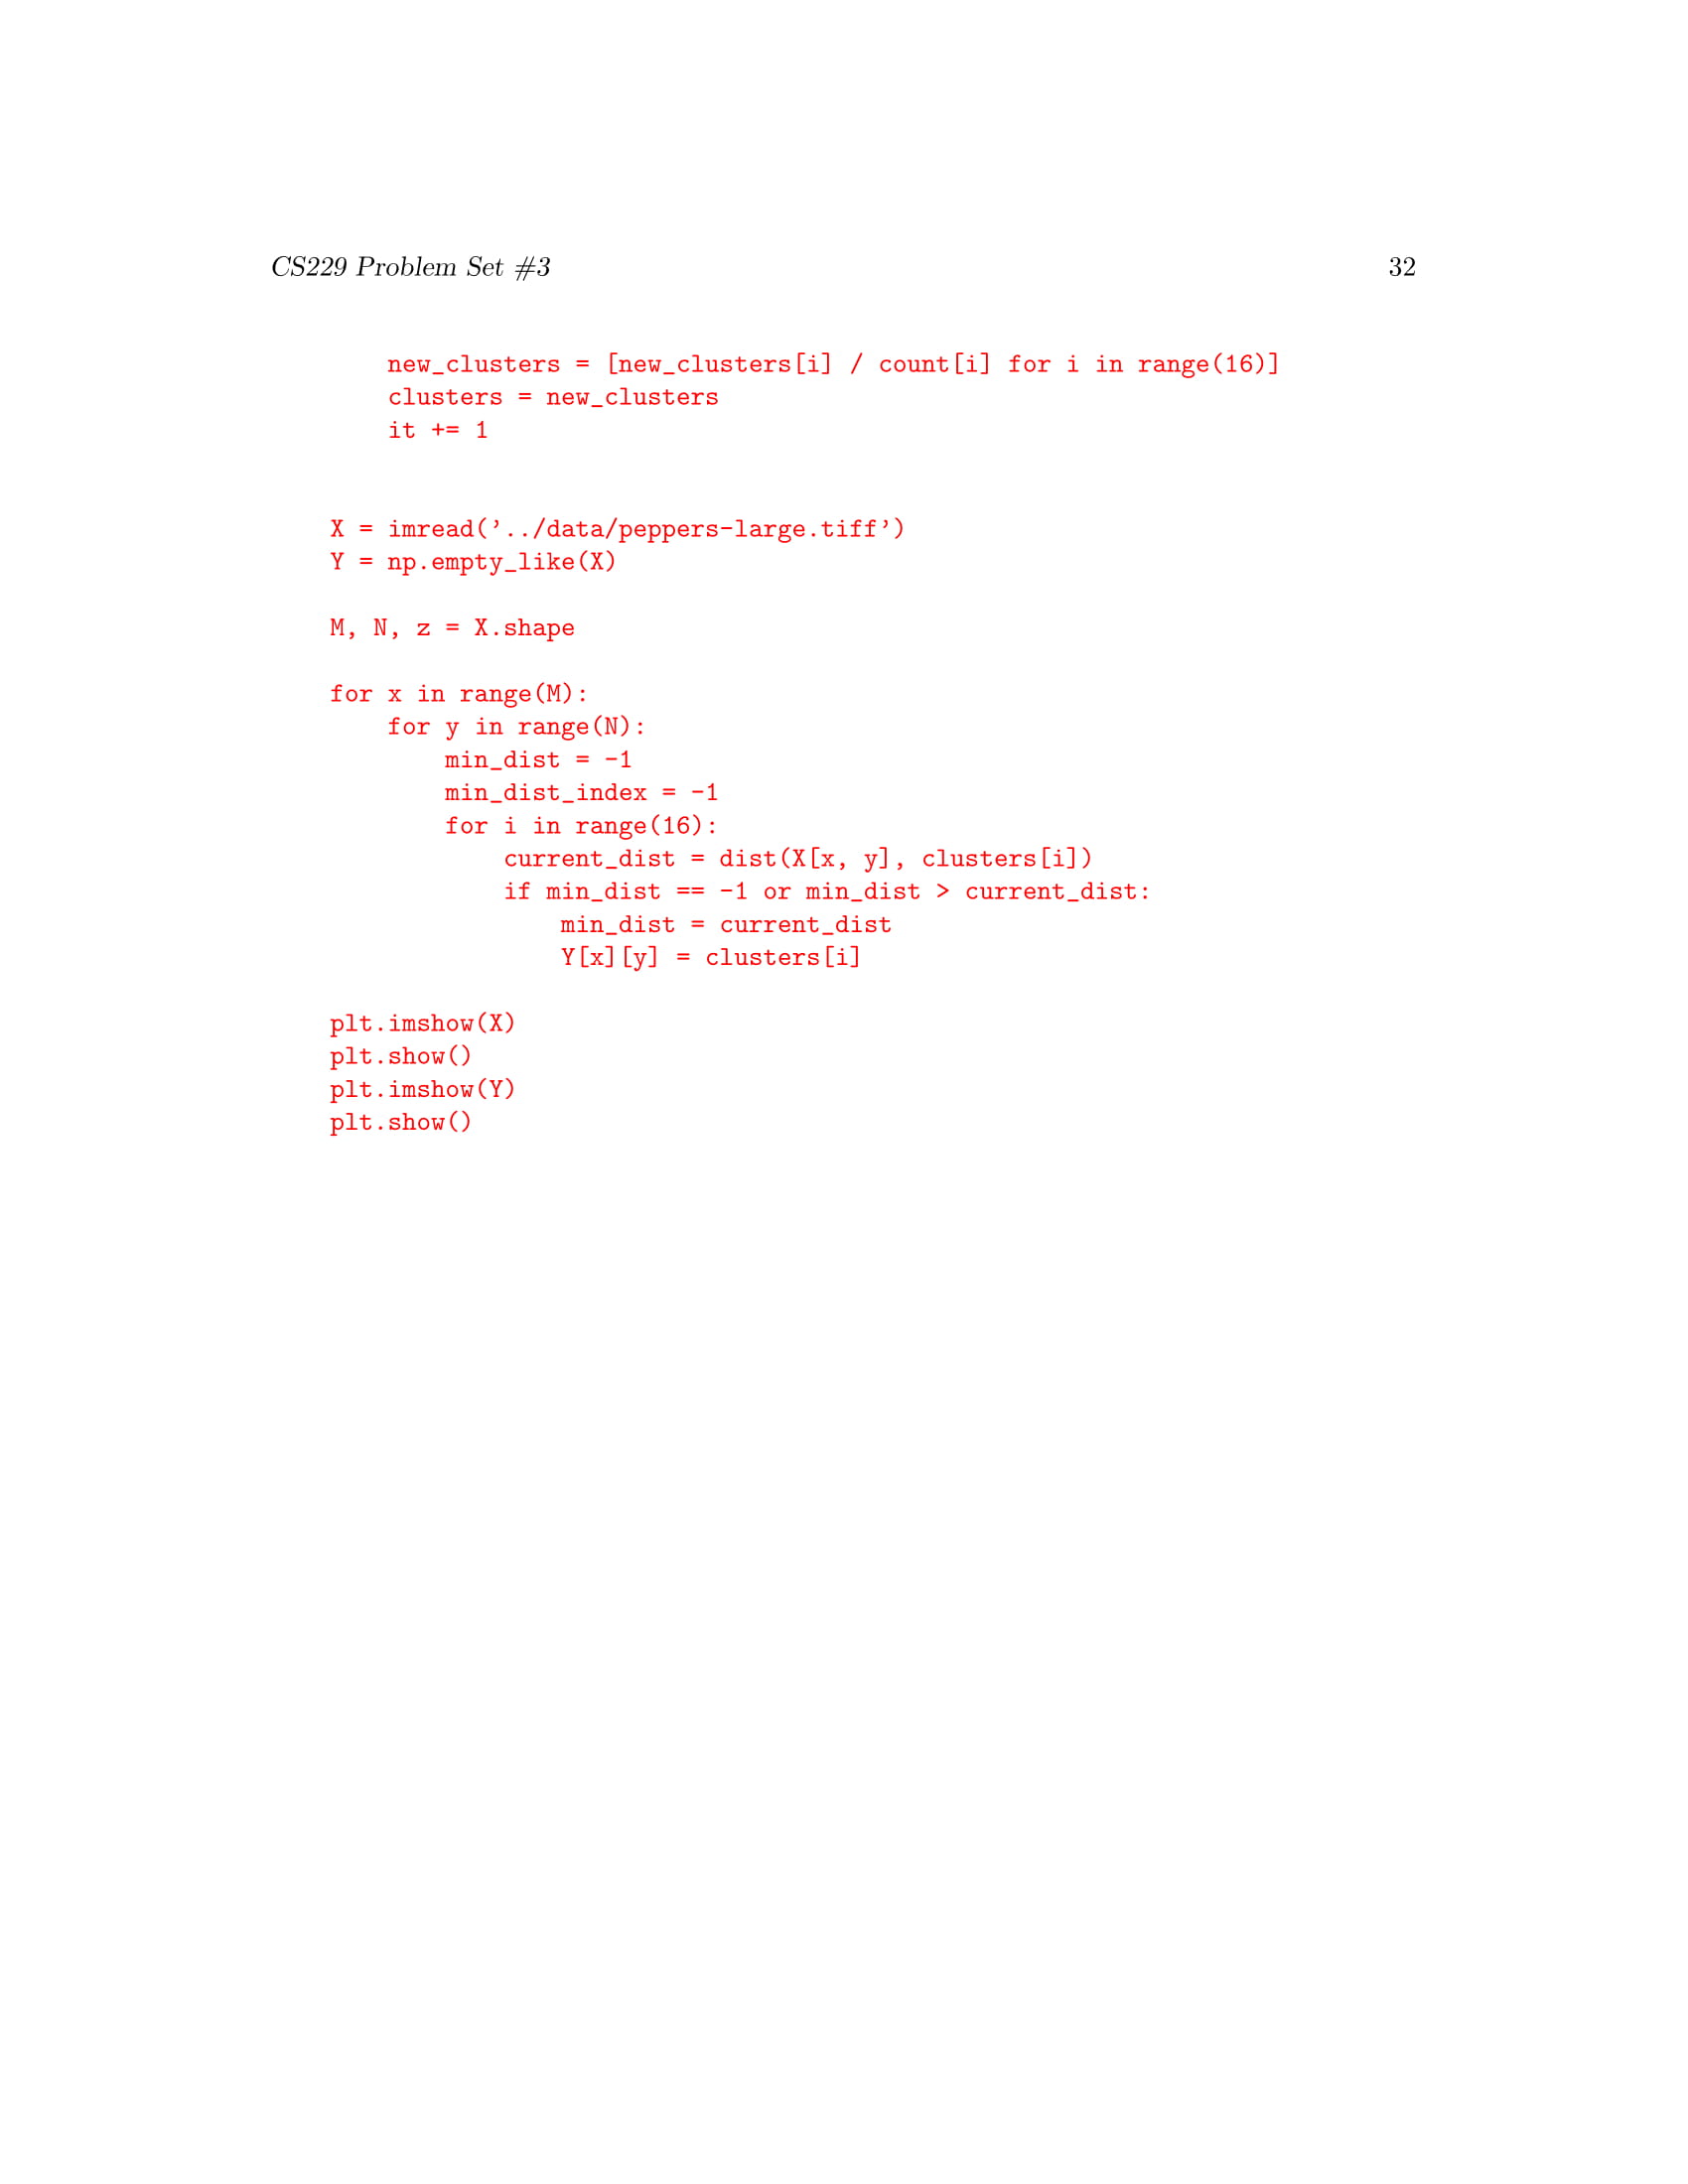 CS229 Problem Set #3 32
new_clusters = [new_clusters[i] / count[i] for i in range(16)]
clusters = new_clusters
it += 1
X = imread('../data/peppers-large.tiff')
Y = np.empty_like(X)
M, N, z = X.shape
for x in range(M):
for y in range(N):
min_dist = -1
min_dist_index = -1
for i in range(16):
current_dist = dist(X[x, y], clusters[i])
if min_dist == -1 or min_dist > current_dist:
min_dist = current_dist
Y[x][y] = clusters[i]
plt.imshow(X)
plt.show()
plt.imshow(Y)
plt.show()